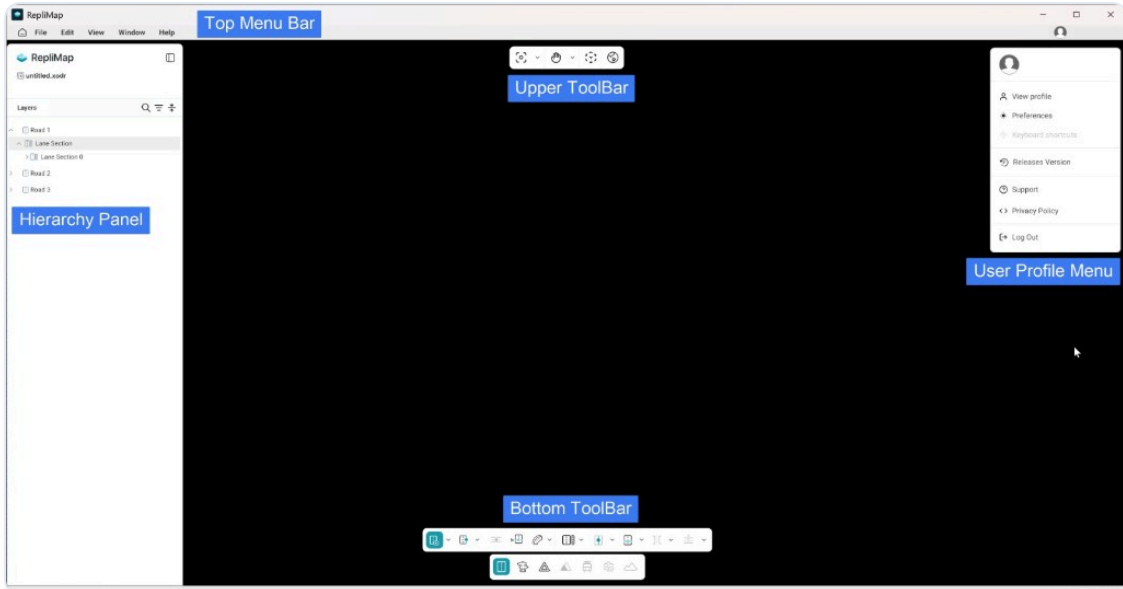 RepliMap
File Edit View Window Help
Top Menu Bar
RepliMap
untitled.xodr
Layers
Road 1
Lane Section
Lane Section 0
Road 2
Road 3
Hierarchy Panel
Upper ToolBar
View profile
Preferences
Keyboard shortcuts
Releases Version
Support
Privacy Policy
Log Out
User Profile Menu
Bottom ToolBar